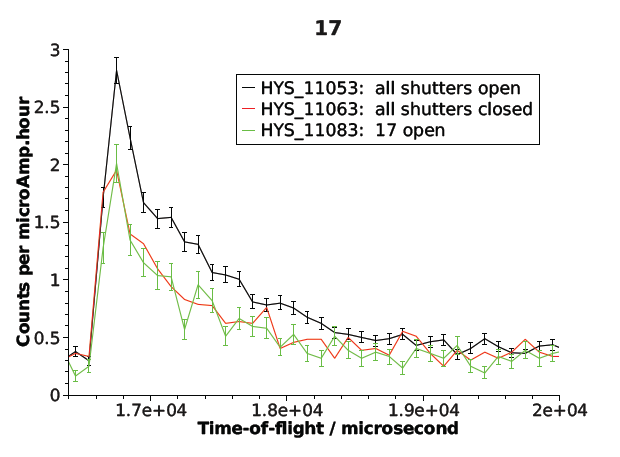 17
HYS_11053: all shutters open
HYS_11063: all shutters closed
HYS_11083: 17 open
Counts per microAmp.hour
3
2.5
2
1.5
1
0.5
0
1.7e+04 1.8e+04 1.9e+04 2e+04
Time-of-flight / microsecond